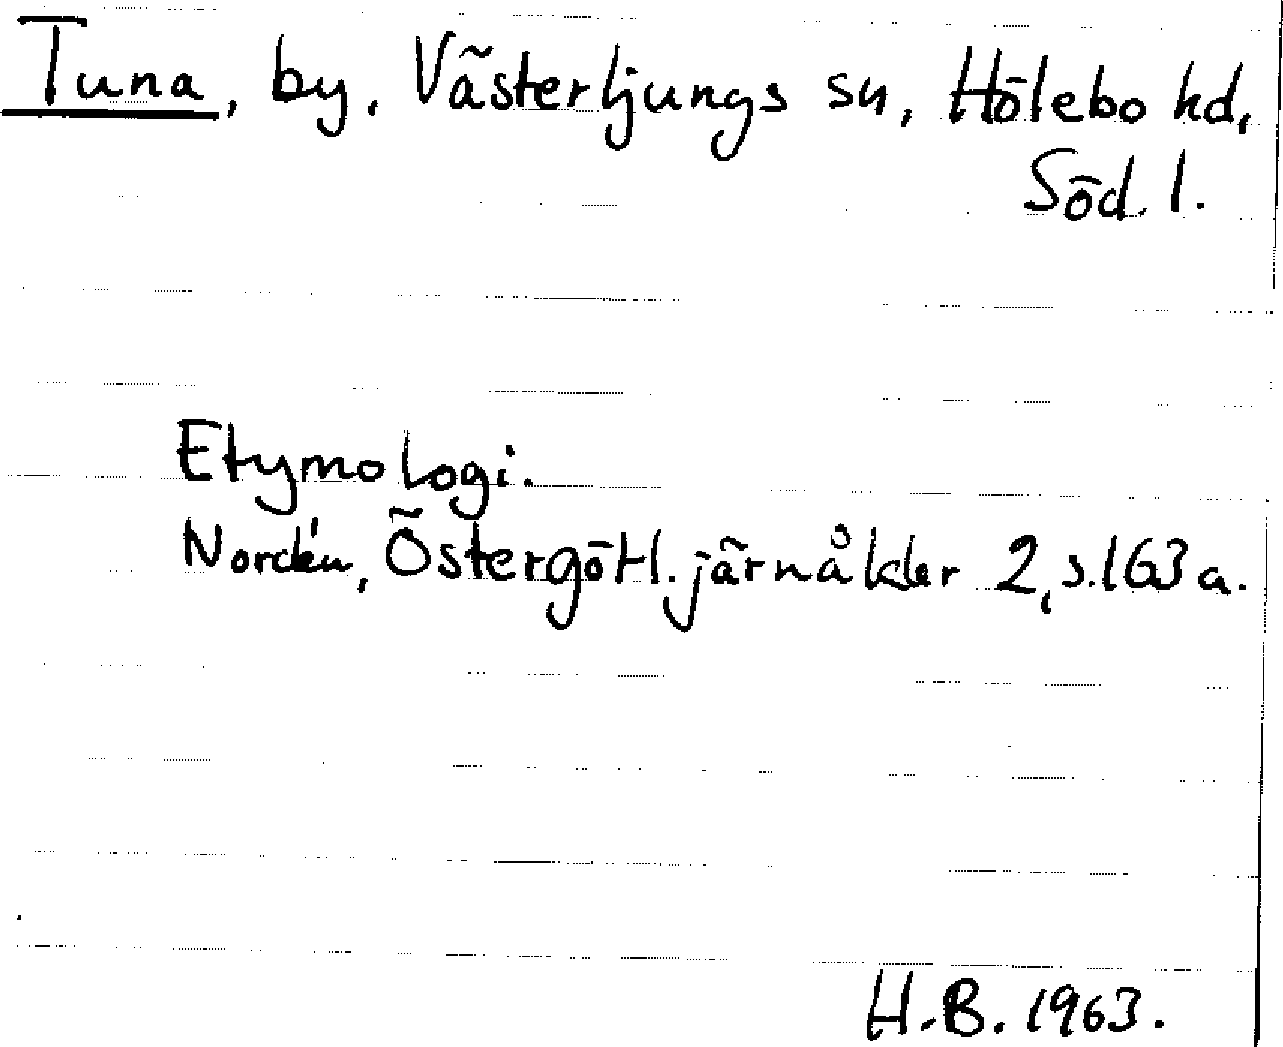 Tuna, by, Västerljungs sn, Hölebo hd,
Söd. l.
Etymologi.
Nordén, Östergötl. järnålder 2, s. 163 a.
H.B. 1963.